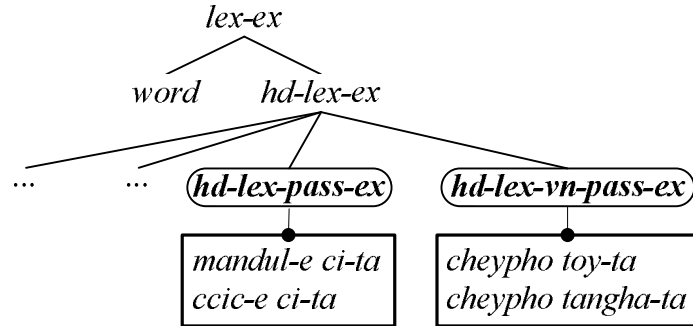 lex-ex
word hd-lex-ex
... ...
hd-lex-pass-ex hd-lex-vn-pass-ex
mandul-e ci-ta cheypho toy-ta
ccic-e ci-ta cheypho tangha-ta